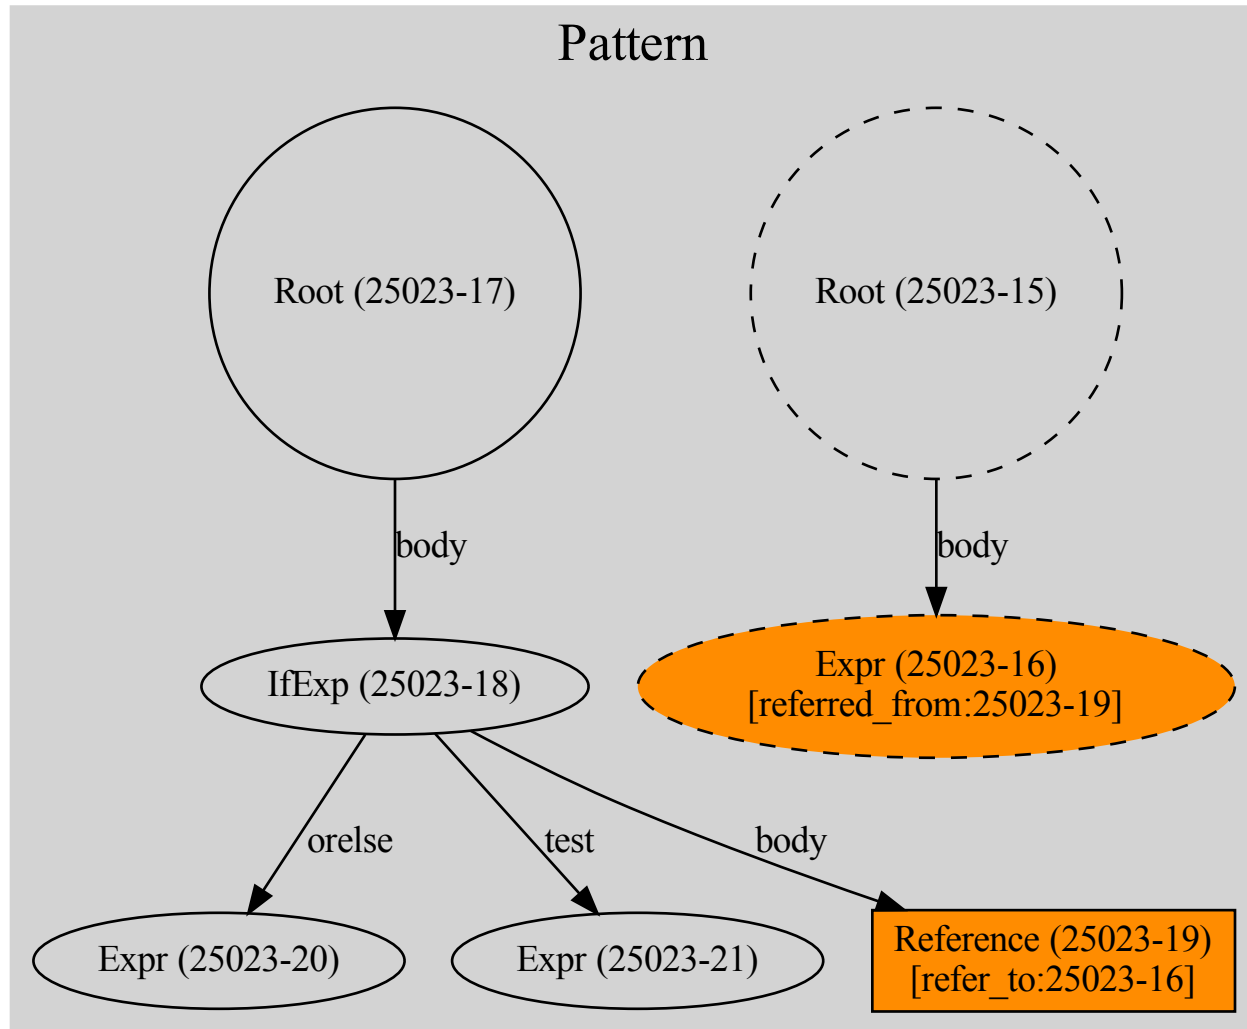 Pattern
Root (25023-17)
Root (25023-15)
body
body
IfExp (25023-18)
Expr (25023-16)
[referred_from:25023-19]
orelse
test
body
Expr (25023-20)
Expr (25023-21)
Reference (25023-19)
[refer_to:25023-16]